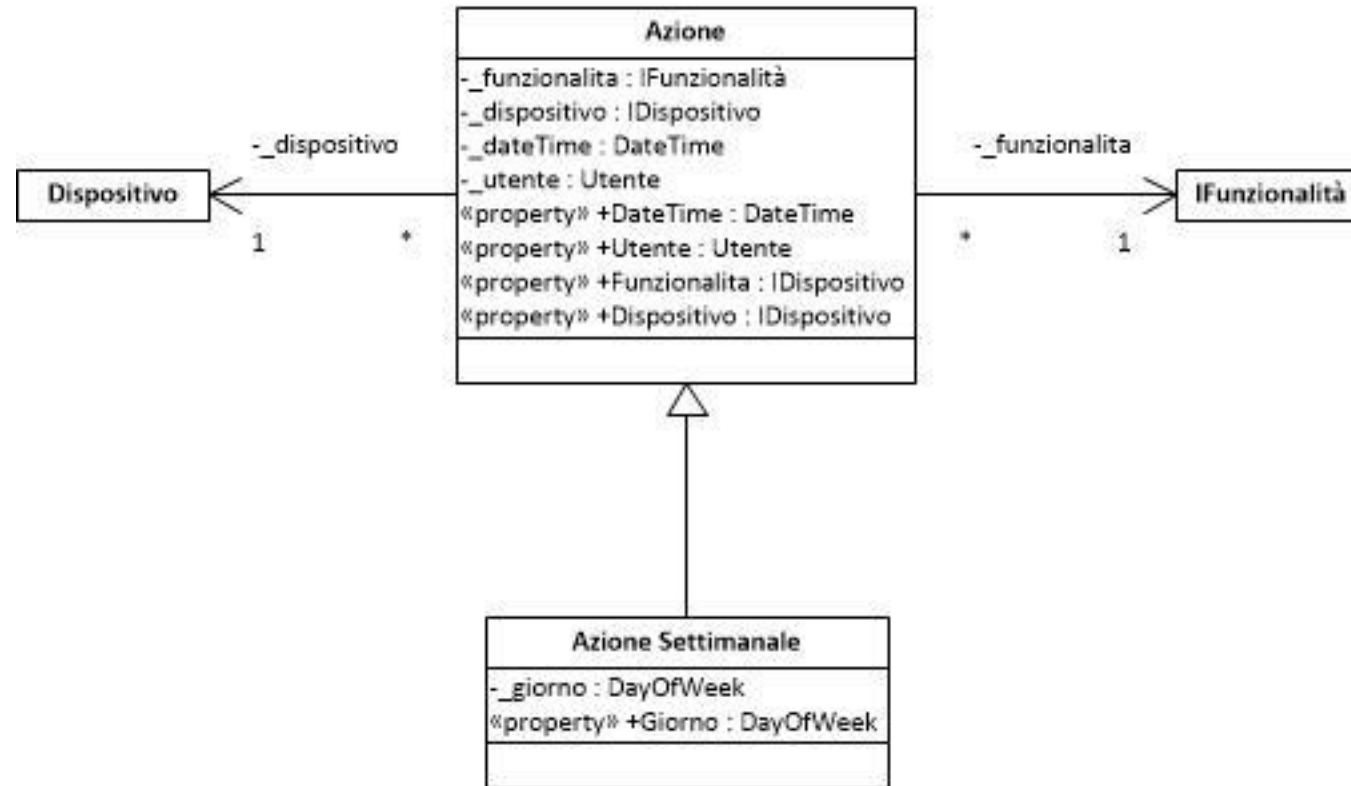 Azione
-_funzionalita : IFunzionalità
-_dispositivo : IDispositivo
-_dateTime : DateTime
-_utente : Utente
«property» +DateTime : DateTime
«property» +Utente : Utente
«property» +Funzionalita : IDispositivo
«property» +Dispositivo : IDispositivo
-_dispositivo
Dispositivo
1
*
-_funzionalita
IFunzionalità
*
1
Azione Settimanale
-_giorno : DayOfWeek
«property» +Giorno : DayOfWeek